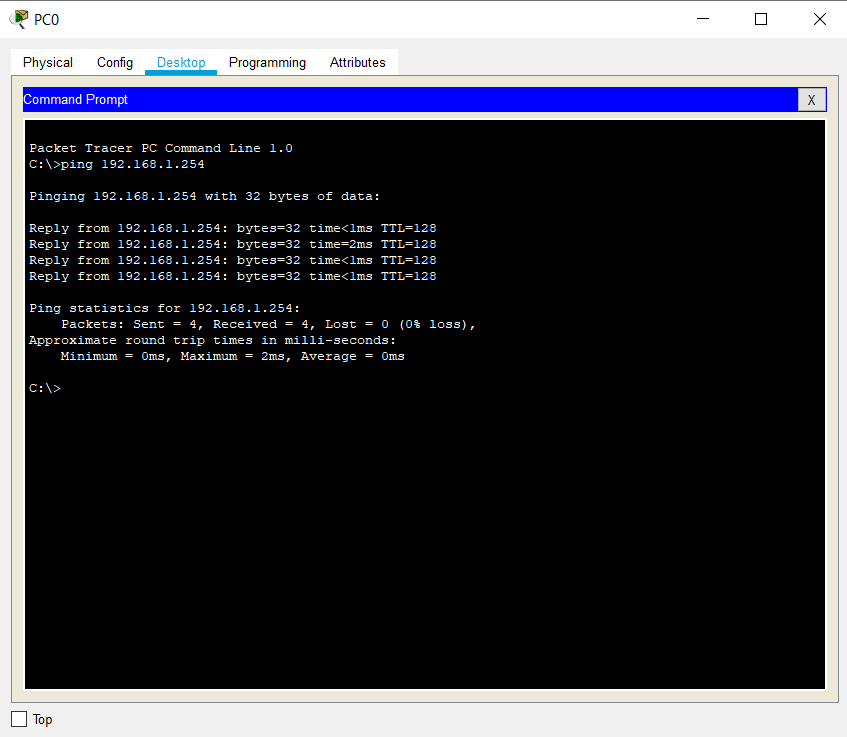 PC0
Physical Config Desktop Programming Attributes
Command Prompt X
Packet Tracer PC Command Line 1.0
C:\>ping 192.168.1.254
Pinging 192.168.1.254 with 32 bytes of data:
Reply from 192.168.1.254: bytes=32 time<1ms TTL=128
Reply from 192.168.1.254: bytes=32 time=2ms TTL=128
Reply from 192.168.1.254: bytes=32 time<1ms TTL=128
Reply from 192.168.1.254: bytes=32 time<1ms TTL=128
Ping statistics for 192.168.1.254:
    Packets: Sent = 4, Received = 4, Lost = 0 (0% loss),
Approximate round trip times in milli-seconds:
    Minimum = 0ms, Maximum = 2ms, Average = 0ms
C:\>
Top